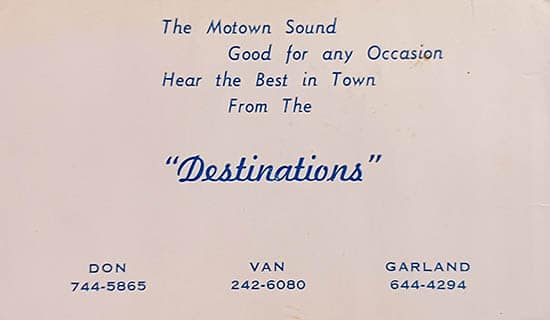 The Motown Sound
Good for any Occasion
Hear the Best in Town
From The
"Destinations"
DON VAN GARLAND
744-5865 242-6080 644-4294